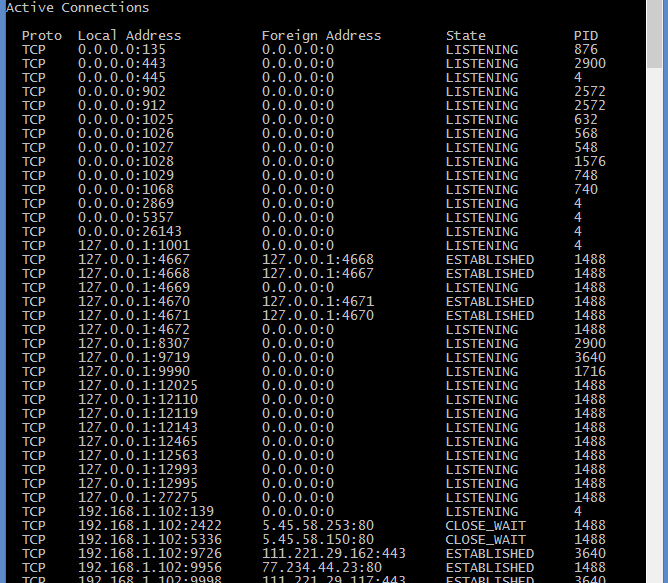 Active Connections
Proto Local Address Foreign Address State PID
TCP 0.0.0.0:135 0.0.0.0:0 LISTENING 876
TCP 0.0.0.0:443 0.0.0.0:0 LISTENING 2900
TCP 0.0.0.0:445 0.0.0.0:0 LISTENING 4
TCP 0.0.0.0:902 0.0.0.0:0 LISTENING 2572
TCP 0.0.0.0:912 0.0.0.0:0 LISTENING 2572
TCP 0.0.0.0:1025 0.0.0.0:0 LISTENING 632
TCP 0.0.0.0:1026 0.0.0.0:0 LISTENING 568
TCP 0.0.0.0:1027 0.0.0.0:0 LISTENING 548
TCP 0.0.0.0:1028 0.0.0.0:0 LISTENING 1576
TCP 0.0.0.0:1029 0.0.0.0:0 LISTENING 748
TCP 0.0.0.0:1068 0.0.0.0:0 LISTENING 740
TCP 0.0.0.0:2869 0.0.0.0:0 LISTENING 4
TCP 0.0.0.0:5357 0.0.0.0:0 LISTENING 4
TCP 0.0.0.0:26143 0.0.0.0:0 LISTENING 4
TCP 127.0.0.1:1001 0.0.0.0:0 LISTENING 4
TCP 127.0.0.1:4667 127.0.0.1:4668 ESTABLISHED 1488
TCP 127.0.0.1:4668 127.0.0.1:4667 ESTABLISHED 1488
TCP 127.0.0.1:4669 0.0.0.0:0 LISTENING 1488
TCP 127.0.0.1:4670 127.0.0.1:4671 ESTABLISHED 1488
TCP 127.0.0.1:4671 127.0.0.1:4670 ESTABLISHED 1488
TCP 127.0.0.1:4672 0.0.0.0:0 LISTENING 1488
TCP 127.0.0.1:8307 0.0.0.0:0 LISTENING 2900
TCP 127.0.0.1:9719 0.0.0.0:0 LISTENING 3640
TCP 127.0.0.1:9990 0.0.0.0:0 LISTENING 1716
TCP 127.0.0.1:12025 0.0.0.0:0 LISTENING 1488
TCP 127.0.0.1:12110 0.0.0.0:0 LISTENING 1488
TCP 127.0.0.1:12119 0.0.0.0:0 LISTENING 1488
TCP 127.0.0.1:12143 0.0.0.0:0 LISTENING 1488
TCP 127.0.0.1:12465 0.0.0.0:0 LISTENING 1488
TCP 127.0.0.1:12563 0.0.0.0:0 LISTENING 1488
TCP 127.0.0.1:12993 0.0.0.0:0 LISTENING 1488
TCP 127.0.0.1:12995 0.0.0.0:0 LISTENING 1488
TCP 127.0.0.1:27275 0.0.0.0:0 LISTENING 1488
TCP 192.168.1.102:139 0.0.0.0:0 LISTENING 4
TCP 192.168.1.102:2422 5.45.58.253:80 CLOSE_WAIT 1488
TCP 192.168.1.102:5336 5.45.58.150:80 CLOSE_WAIT 1488
TCP 192.168.1.102:9726 111.221.29.162:443 ESTABLISHED 3640
TCP 192.168.1.102:9956 77.234.44.23:80 ESTABLISHED 1488
TCP 192.168.1.102:9998 111.221.29.117:443 ESTABLISHED 3640